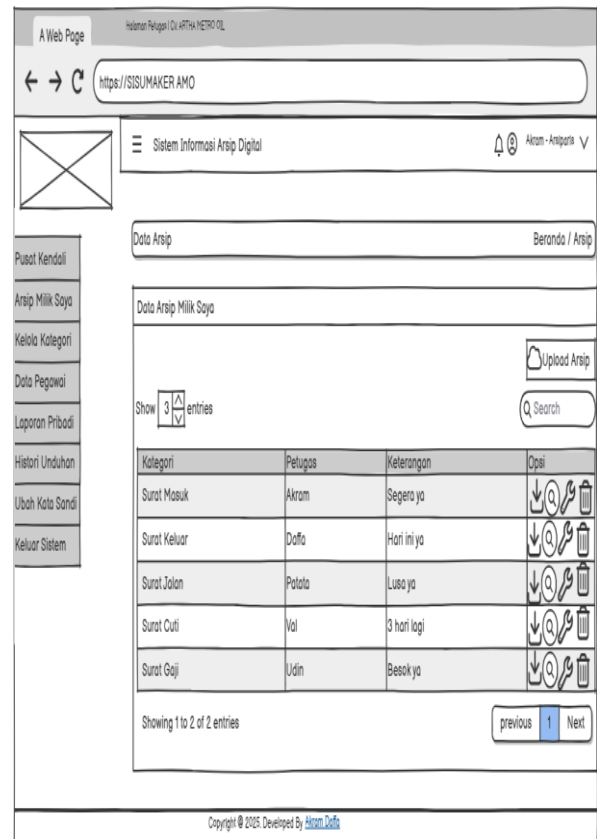 A Web Page
Halaman Petugas | CV. ARTHA METRO OIL
https://SISUMAKER AMO
Sistem Informasi Arsip Digital
Akram - Arsiparis
Data Arsip
Beranda / Arsip
Pusat Kendali
Arsip Milik Saya
Kelola Kategori
Data Pegawai
Laporan Pribadi
Histori Unduhan
Ubah Kata Sandi
Keluar Sistem
Data Arsip Milik Saya
Upload Arsip
Show 3 entries
Search
Kategori Petugas Keterangan Opsi
Surat Masuk Akram Segera ya
Surat Keluar Daffa Hari ini ya
Surat Jalan Patata Lusa ya
Surat Cuti Val 3 hari lagi
Surat Gaji Udin Besok ya
Showing 1 to 2 of 2 entries
previous 1 Next
Copyright @ 2025. Developed By Akram Daffa